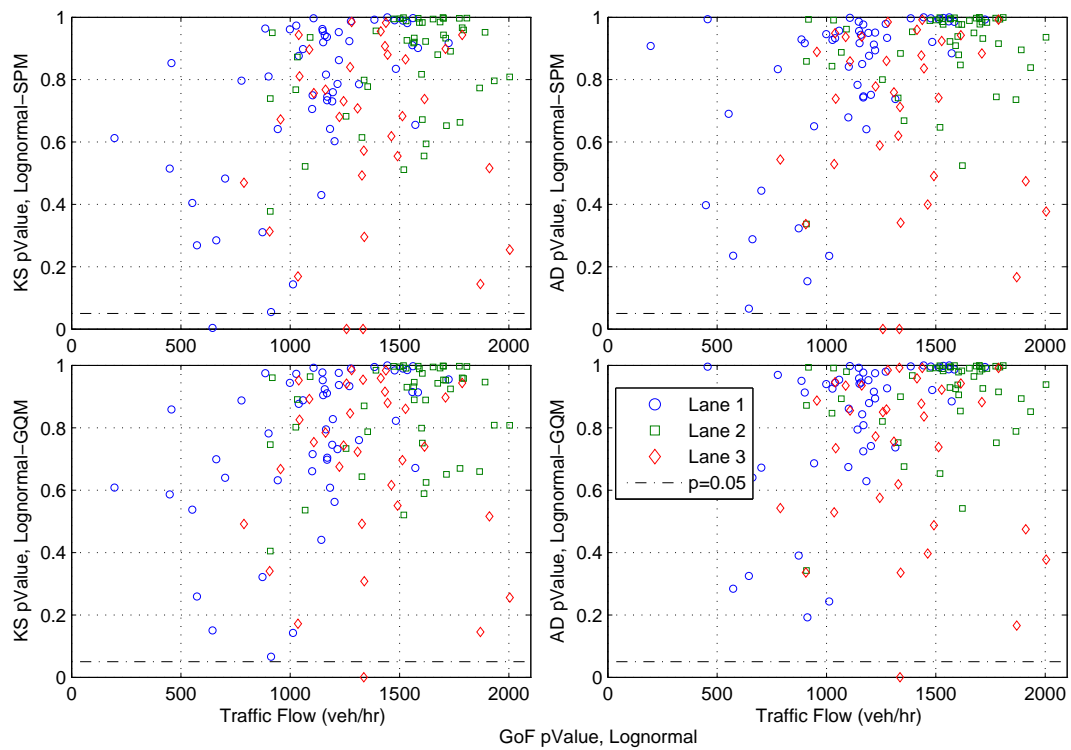 KS pValue, Lognormal-SPM
1
0.8
0.6
0.4
0.2
0
0 500 1000 1500 2000
AD pValue, Lognormal-SPM
1
0.8
0.6
0.4
0.2
0
0 500 1000 1500 2000
KS pValue, Lognormal-GQM
1
0.8
0.6
0.4
0.2
0
0 500 1000 1500 2000
Traffic Flow (veh/hr)
AD pValue, Lognormal-GQM
1
0.8
0.6
0.4
0.2
0
Lane 1
Lane 2
Lane 3
p=0.05
0 500 1000 1500 2000
Traffic Flow (veh/hr)
GoF pValue, Lognormal